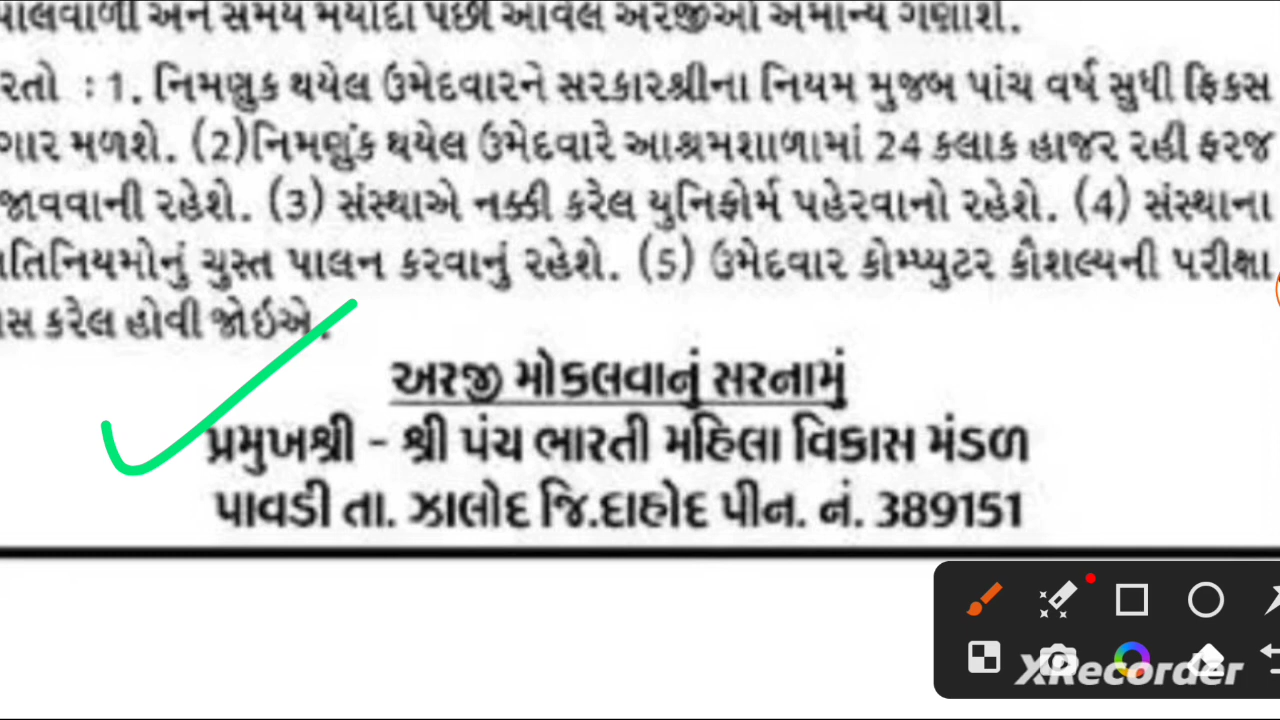 અને સમય મર્યાદા પછી આવેલ અરજીઓ અમાન્ય ગણાશે.
રતો : 1. નિમણુક થયેલ ઉમેદવારને સરકારશ્રીના નિયમ મુજબ પાંચ વર્ષ સુધી ફિકસ
ગાર મળશે. (2)નિમણુંક થયેલ ઉમેદવારે આશ્રમશાળામાં 24 કલાક હાજર રહી ફરજ
જાવવાની રહેશે. (3) સંસ્થાએ નક્કી કરેલ યુનિફોર્મ પહેરવાનો રહેશે. (4) સંસ્થાના
તિનિયમોનું ચુસ્ત પાલન કરવાનું રહેશે. (5) ઉમેદવાર કોમ્પ્યુટર કૌશલ્યની પરીક્ષા
સ કરેલ હોવી જોઇએ.
અરજી મોકલવાનું સરનામું
પ્રમુખશ્રી - શ્રી પંચ ભારતી મહિલા વિકાસ મંડળ
પાવડી તા. ઝાલોદ જિ.દાહોદ પીન. નં. 389151
XRecorder